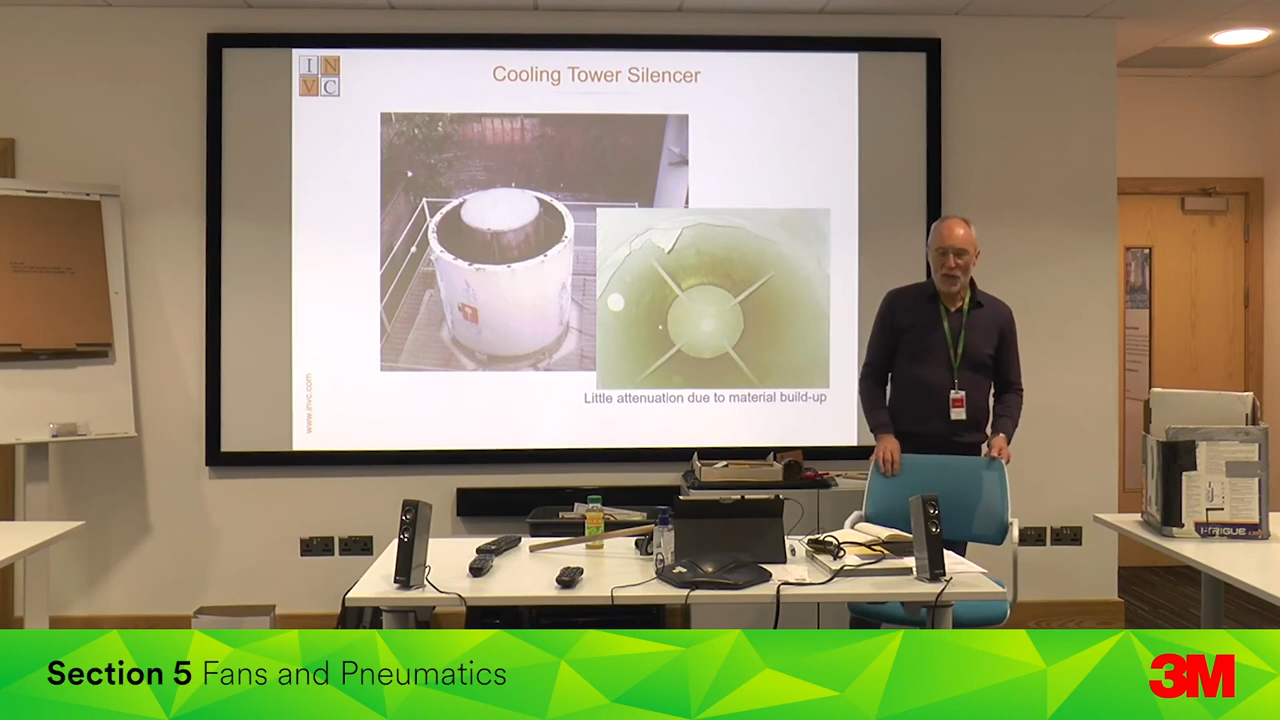 I N
V C
Cooling Tower Silencer
Little attenuation due to material build-up
www.invc.com
I-TRIGUE
Section 5 Fans and Pneumatics
3M